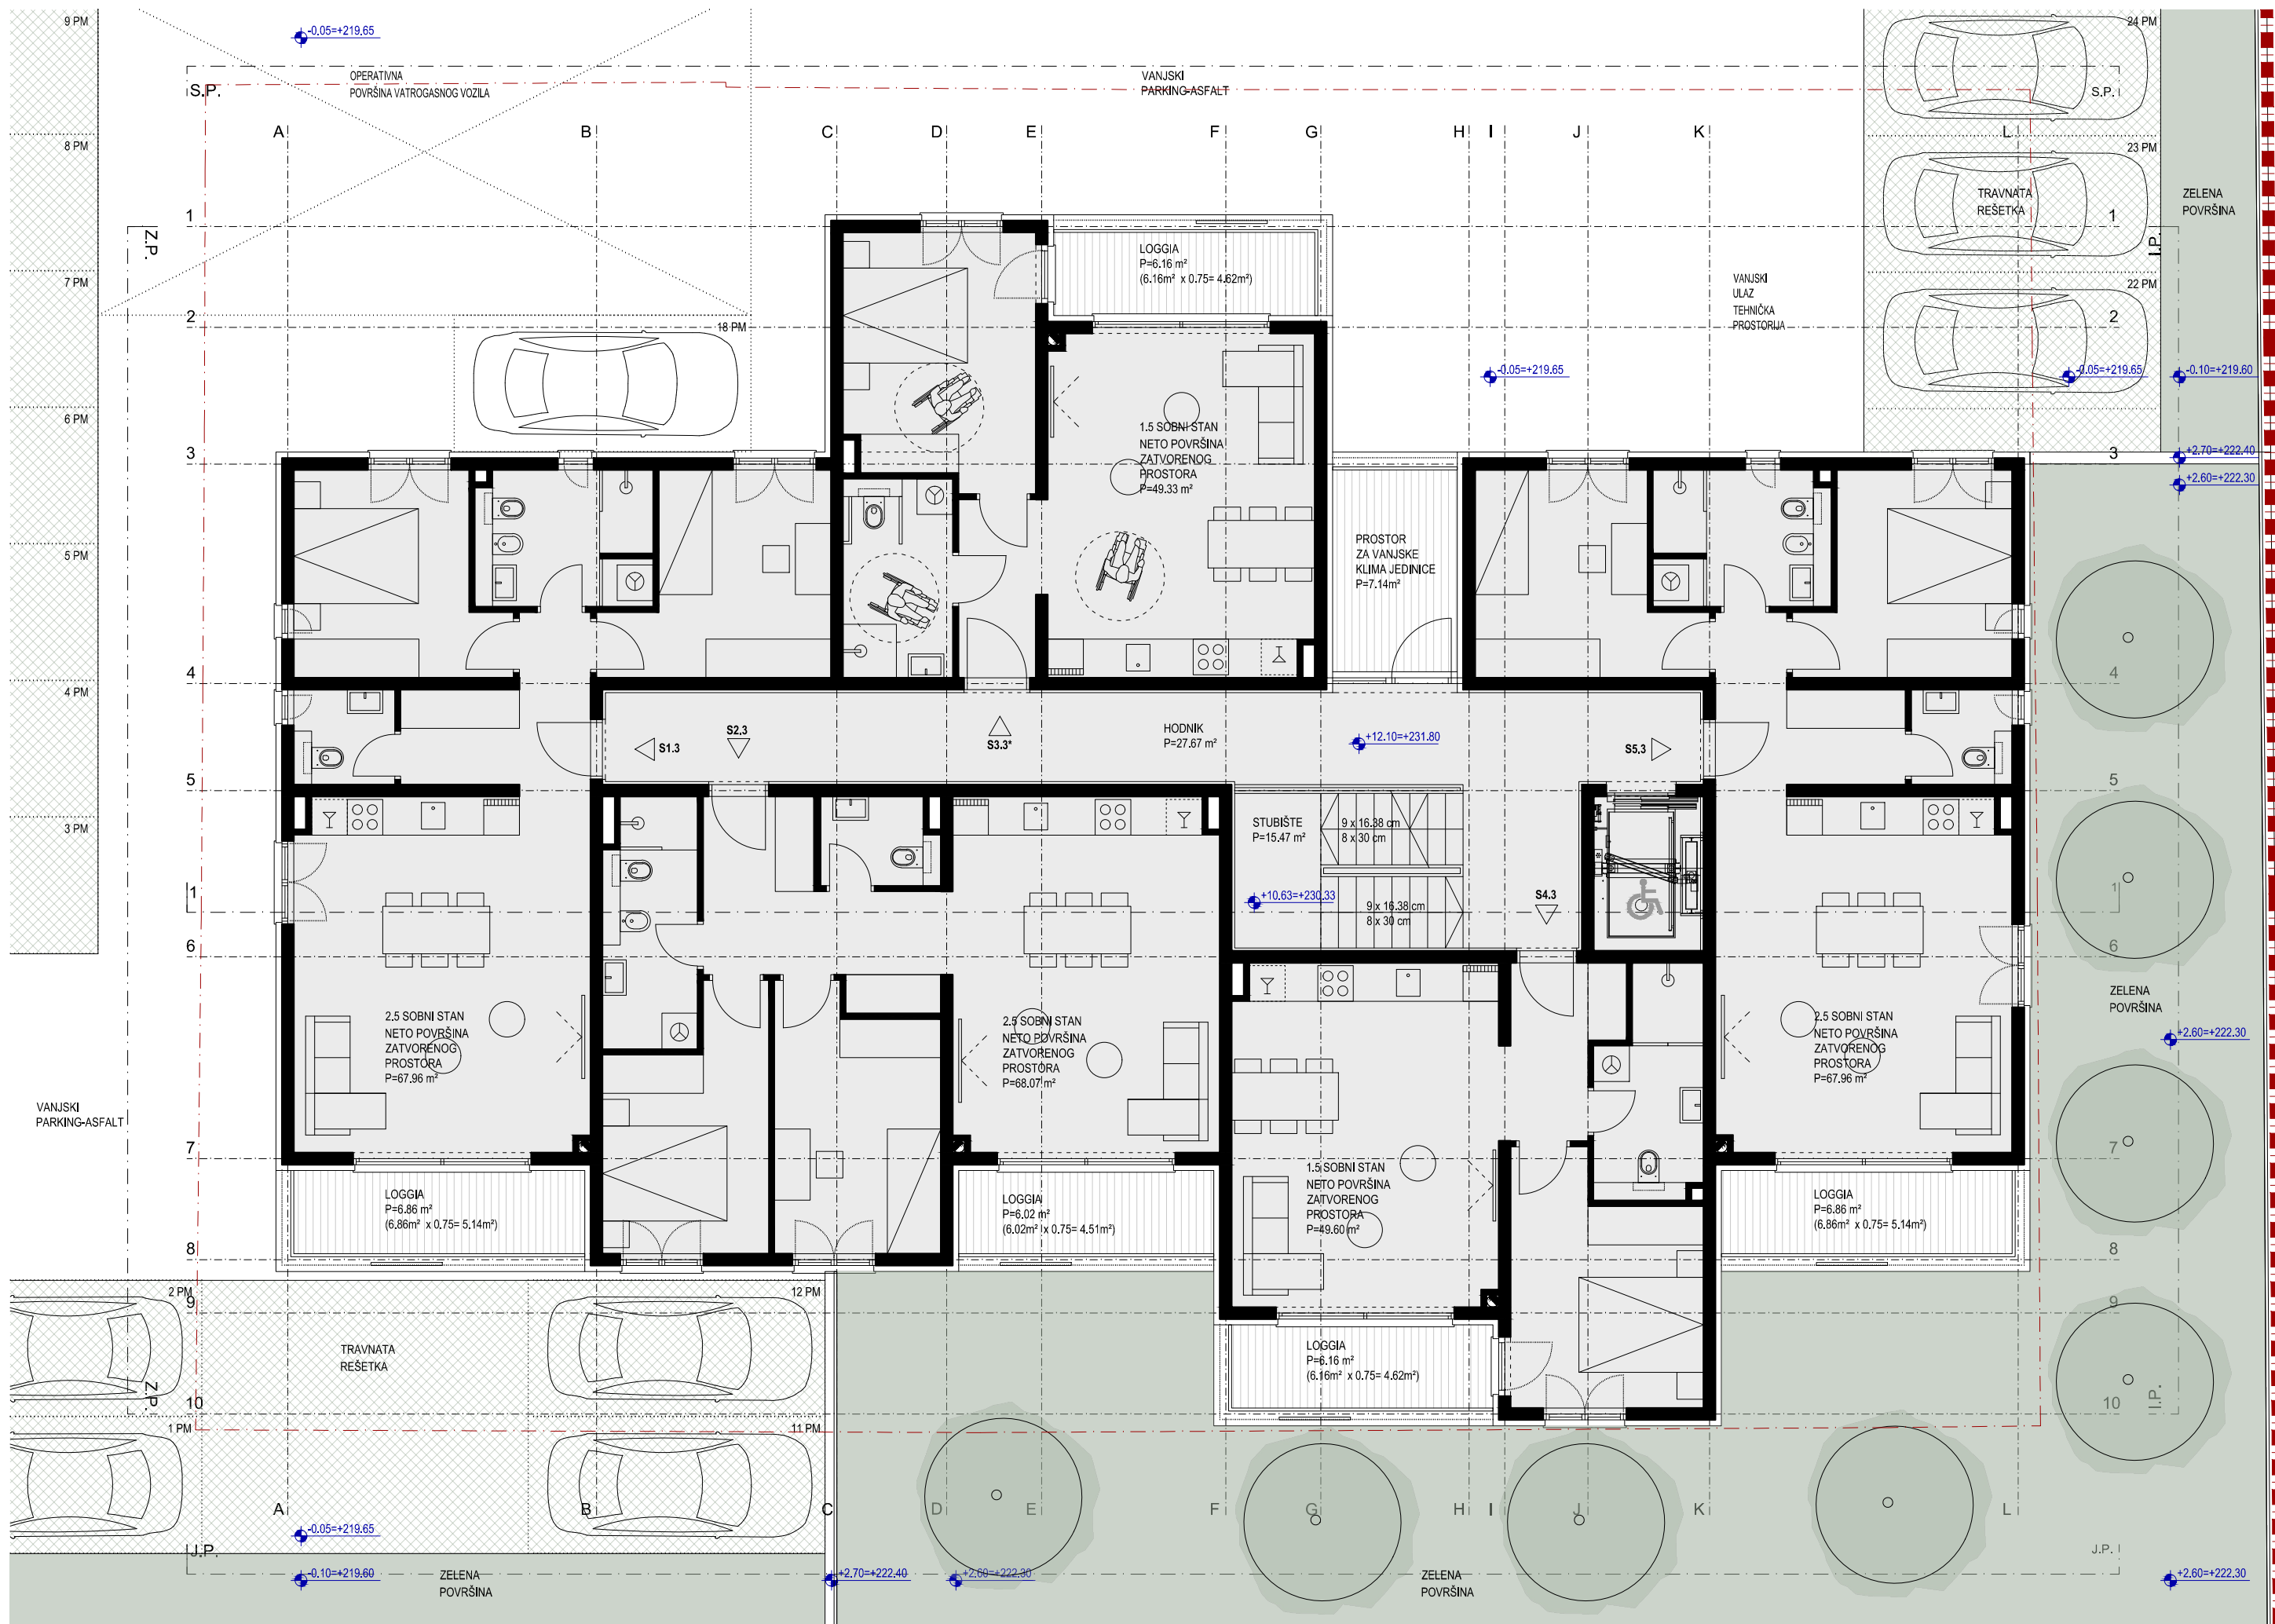 9 PM
-0.05=+219.65
24 PM
OPERATIVNA
POVRŠINA VATROGASNOG VOZILA
VANJSKI
PARKING-ASFALT
S.P.
S.P.
A
B
C
D
E
F
G
H
I
J
K
L
8 PM
23 PM
TRAVNATA
REŠETKA
ZELENA
POVRŠINA
1
1
Z.P.
I.P.
LOGGIA
P=6.16 m²
(6.16m² x 0.75= 4.62m²)
7 PM
VANJSKI
ULAZ
TEHNIČKA
PROSTORIJA
22 PM
2
18 PM
2
-0.05=+219.65
-0.05=+219.65
-0.10=+219.60
6 PM
1.5 SOBNI STAN
NETO POVRŠINA
ZATVORENOG
PROSTORA
P=49.33 m²
3
3
+2.70=+222.40
+2.60=+222.30
5 PM
PROSTOR
ZA VANJSKE
KLIMA JEDINICE
P=7.14m²
4
4
4 PM
S1.3
S2.3
S3.3*
HODNIK
P=27.67 m²
+12.10=+231.80
S5.3
5
5
3 PM
STUBIŠTE
P=15.47 m²
9 x 16.38 cm
8 x 30 cm
1
+10.63=+230.33
9 x 16.38 cm
8 x 30 cm
S4.3
1
6
6
ZELENA
POVRŠINA
2.5 SOBNI STAN
NETO POVRŠINA
ZATVORENOG
PROSTORA
P=67.96 m²
2.5 SOBNI STAN
NETO POVRŠINA
ZATVORENOG
PROSTORA
P=68.07 m²
2.5 SOBNI STAN
NETO POVRŠINA
ZATVORENOG
PROSTORA
P=67.96 m²
+2.60=+222.30
VANJSKI
PARKING-ASFALT
7
7
1.5 SOBNI STAN
NETO POVRŠINA
ZATVORENOG
PROSTORA
P=49.60 m²
LOGGIA
P=6.86 m²
(6.86m² x 0.75= 5.14m²)
LOGGIA
P=6.02 m²
(6.02m² x 0.75= 4.51m²)
LOGGIA
P=6.86 m²
(6.86m² x 0.75= 5.14m²)
8
8
2 PM
12 PM
9
9
TRAVNATA
REŠETKA
LOGGIA
P=6.16 m²
(6.16m² x 0.75= 4.62m²)
Z.P.
10
10
I.P.
1 PM
11 PM
A
B
C
D
E
F
G
H
I
J
K
L
-0.05=+219.65
J.P.
J.P.
-0.10=+219.60
ZELENA
POVRŠINA
+2.70=+222.40
+2.60=+222.30
ZELENA
POVRŠINA
+2.60=+222.30